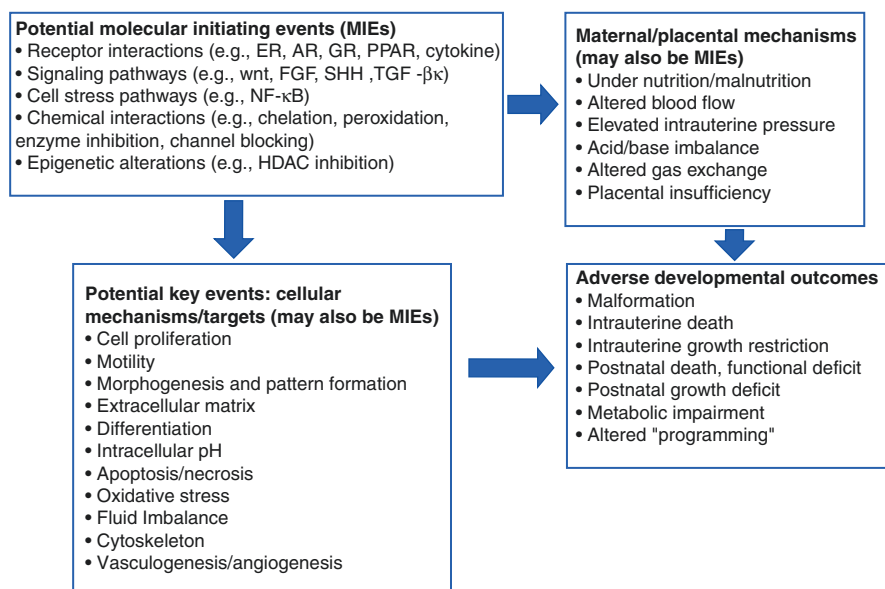 Potential molecular initiating events (MIEs)
• Receptor interactions (e.g., ER, AR, GR, PPAR, cytokine)
• Signaling pathways (e.g., wnt, FGF, SHH ,TGF -βκ)
• Cell stress pathways (e.g., NF-κB)
• Chemical interactions (e.g., chelation, peroxidation,
enzyme inhibition, channel blocking)
• Epigenetic alterations (e.g., HDAC inhibition)
Maternal/placental mechanisms
(may also be MIEs)
• Under nutrition/malnutrition
• Altered blood flow
• Elevated intrauterine pressure
• Acid/base imbalance
• Altered gas exchange
• Placental insufficiency
Potential key events: cellular
mechanisms/targets (may also be MIEs)
• Cell proliferation
• Motility
• Morphogenesis and pattern formation
• Extracellular matrix
• Differentiation
• Intracellular pH
• Apoptosis/necrosis
• Oxidative stress
• Fluid Imbalance
• Cytoskeleton
• Vasculogenesis/angiogenesis
Adverse developmental outcomes
• Malformation
• Intrauterine death
• Intrauterine growth restriction
• Postnatal death, functional deficit
• Postnatal growth deficit
• Metabolic impairment
• Altered "programming"